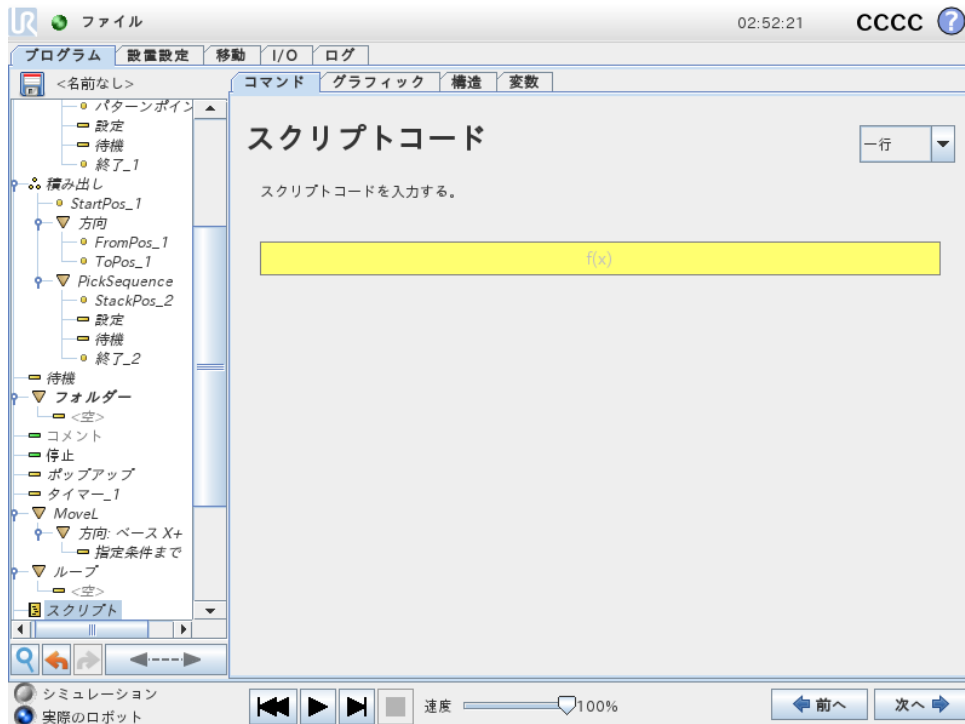 UR ファイル 02:52:21 CCCC ?
プログラム 設置設定 移動 I/O ログ
<名前なし>
コマンド グラフィック 構造 変数
パターンポイン
設定
待機
終了_1
積み出し
StartPos_1
方向
FromPos_1
ToPos_1
PickSequence
StackPos_2
設定
待機
終了_2
待機
フォルダー
<空>
コメント
停止
ポップアップ
タイマー_1
MoveL
方向: ベース X+
指定条件まで
ループ
<空>
スクリプト
スクリプトコード
一行
スクリプトコードを入力する。
f(x)
シミュレーション
実際のロボット
速度 100%
前へ 次へ